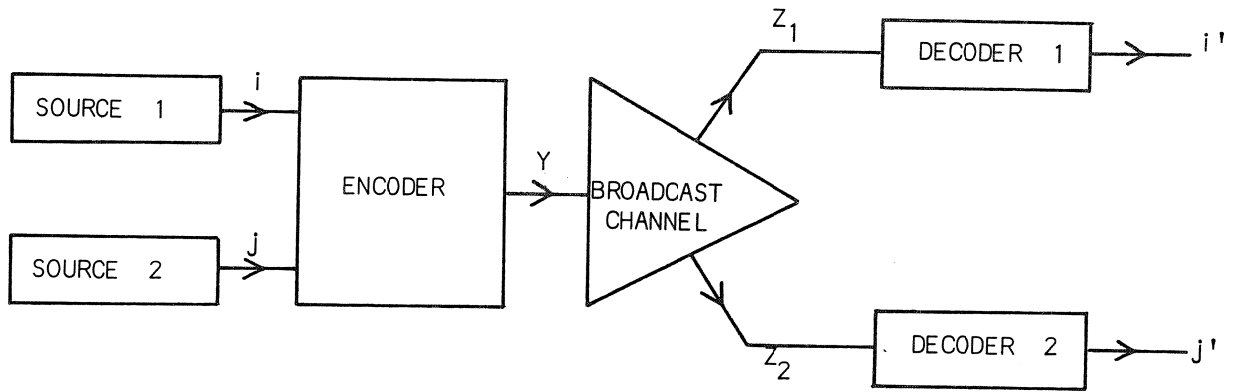 SOURCE 1
i
SOURCE 2
j
ENCODER
Y
BROADCAST
CHANNEL
Z1
DECODER 1
i'
Z2
DECODER 2
j'